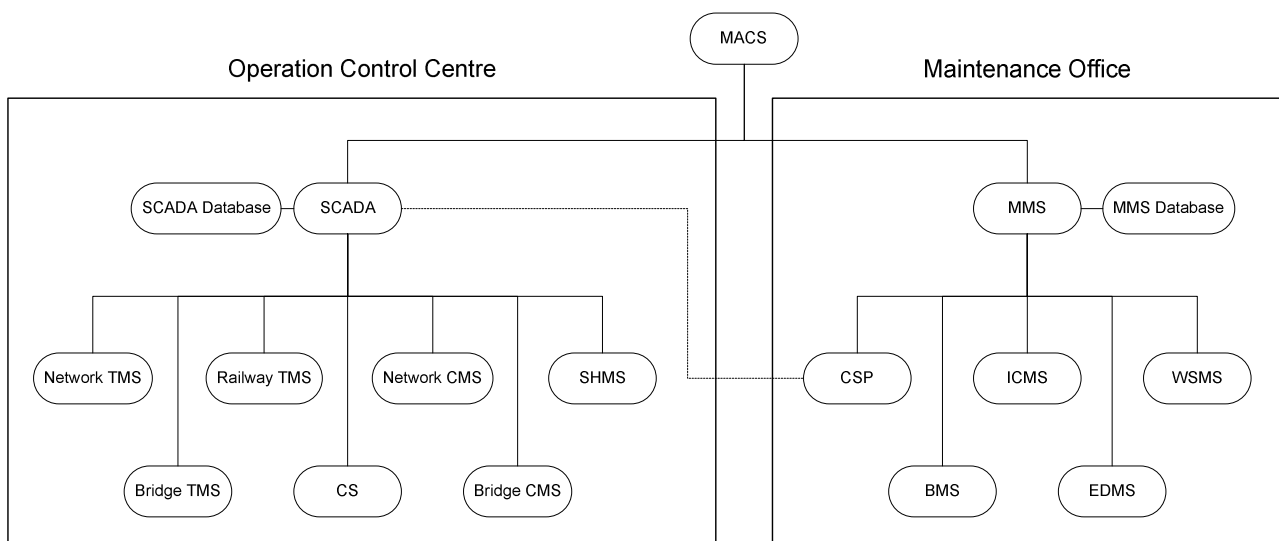 MACS
Operation Control Centre
Maintenance Office
SCADA Database
SCADA
MMS
MMS Database
Network TMS
Railway TMS
Network CMS
SHMS
CSP
ICMS
WSMS
Bridge TMS
CS
Bridge CMS
BMS
EDMS